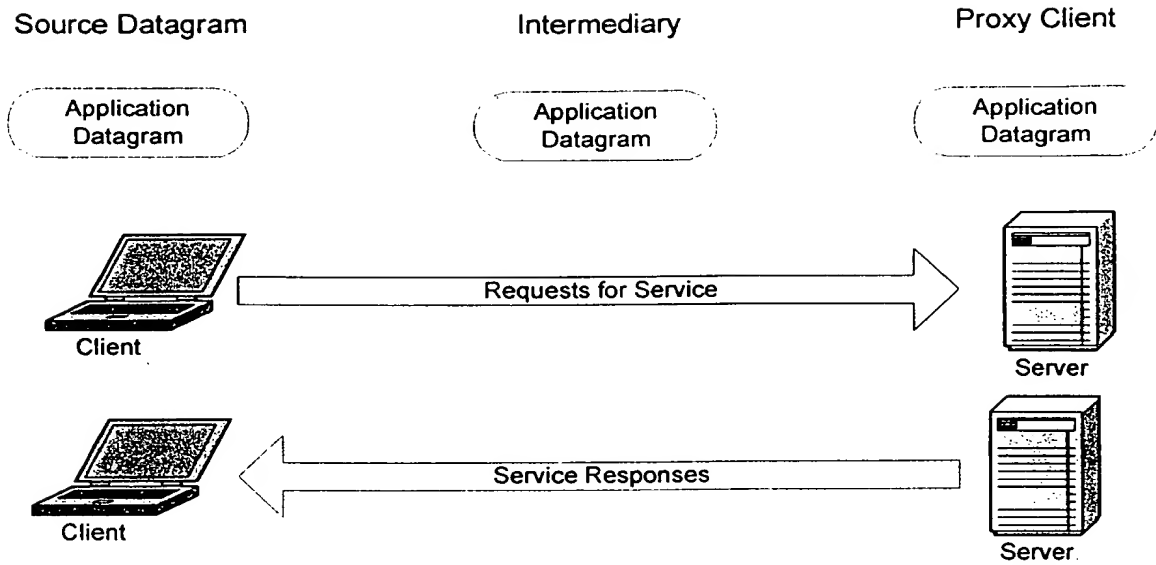 Source Datagram
Intermediary
Proxy Client
Application
Datagram
Application
Datagram
Application
Datagram
Requests for Service
Client
Server
Service Responses
Client
Server